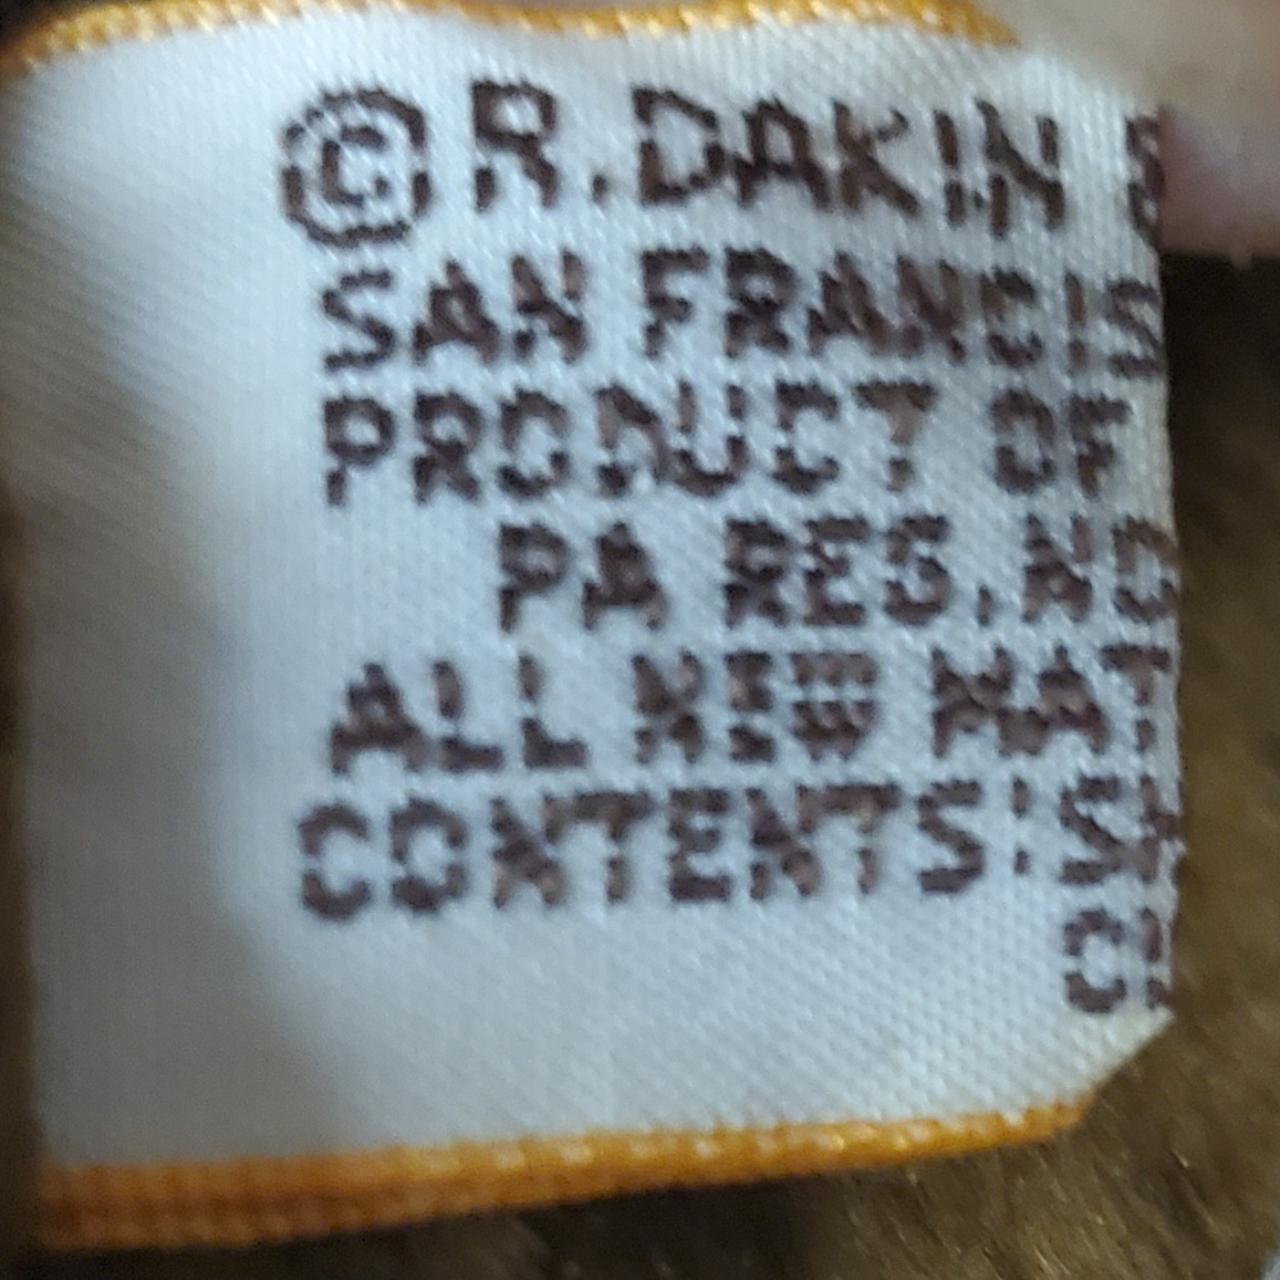 © R. DAKIN &
SAN FRANCIS
PRODUCT OF
PA REG. NO
ALL NEW MAT
CONTENTS: S
C